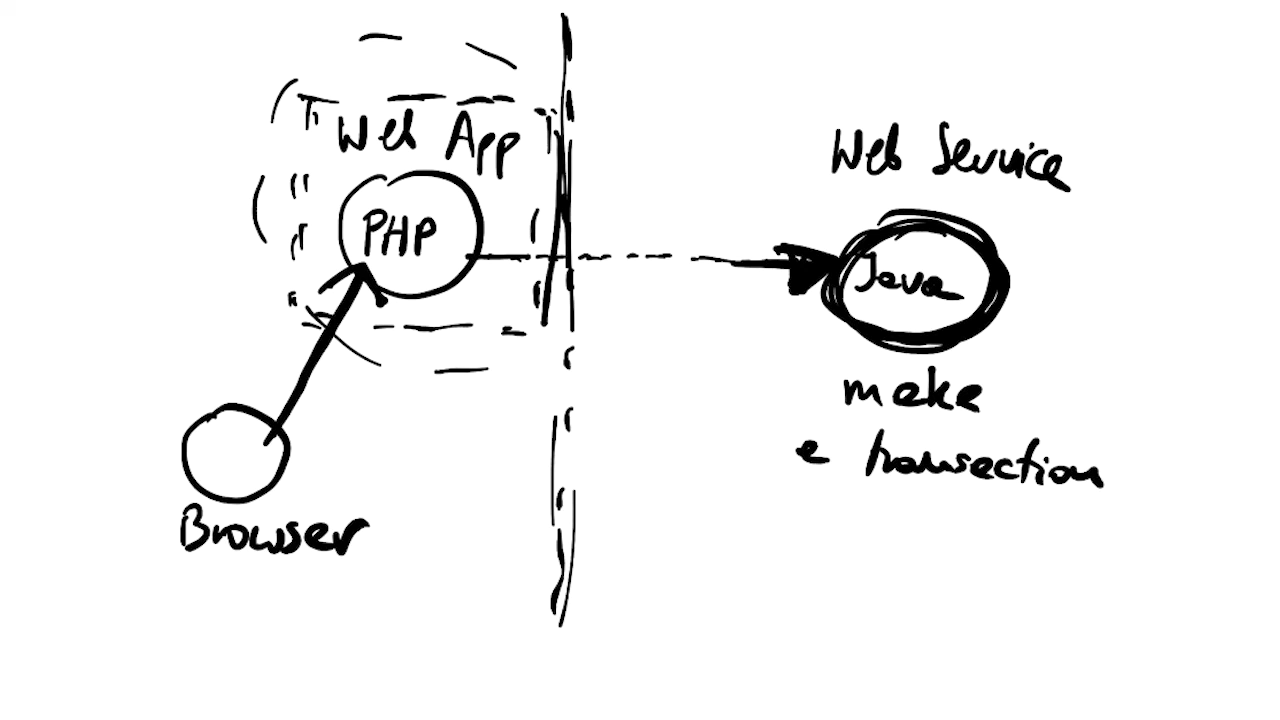 Web App
PHP
Browser
Web Service
Java
make
a transaction